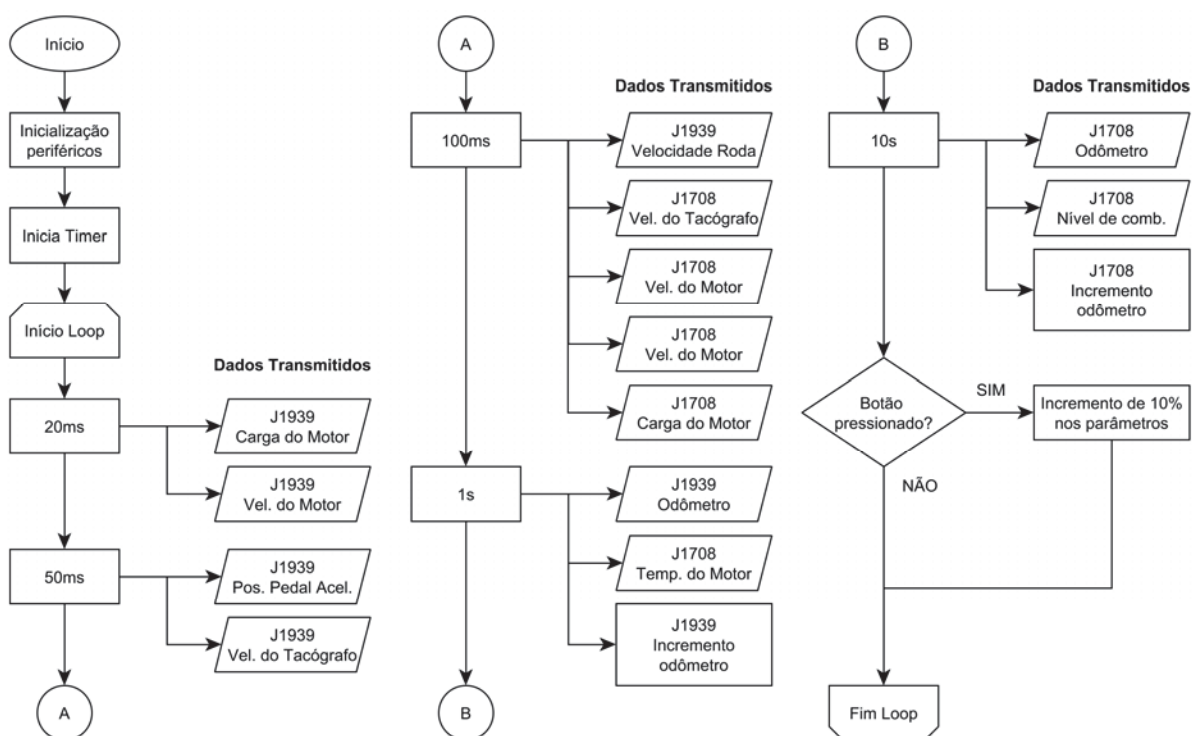 Início
Inicialização
periféricos
Inicia Timer
Início Loop
Dados Transmitidos
20ms
J1939
Carga do Motor
J1939
Vel. do Motor
50ms
J1939
Pos. Pedal Acel.
J1939
Vel. do Tacógrafo
A
A
Dados Transmitidos
100ms
J1939
Velocidade Roda
J1708
Vel. do Tacógrafo
J1708
Vel. do Motor
J1708
Vel. do Motor
J1708
Carga do Motor
1s
J1939
Odômetro
J1708
Temp. do Motor
J1939
Incremento
odômetro
B
B
Dados Transmitidos
10s
J1708
Odômetro
J1708
Nível de comb.
J1708
Incremento
odômetro
Botão
pressionado?
SIM
Incremento de 10%
nos parâmetros
NÃO
Fim Loop